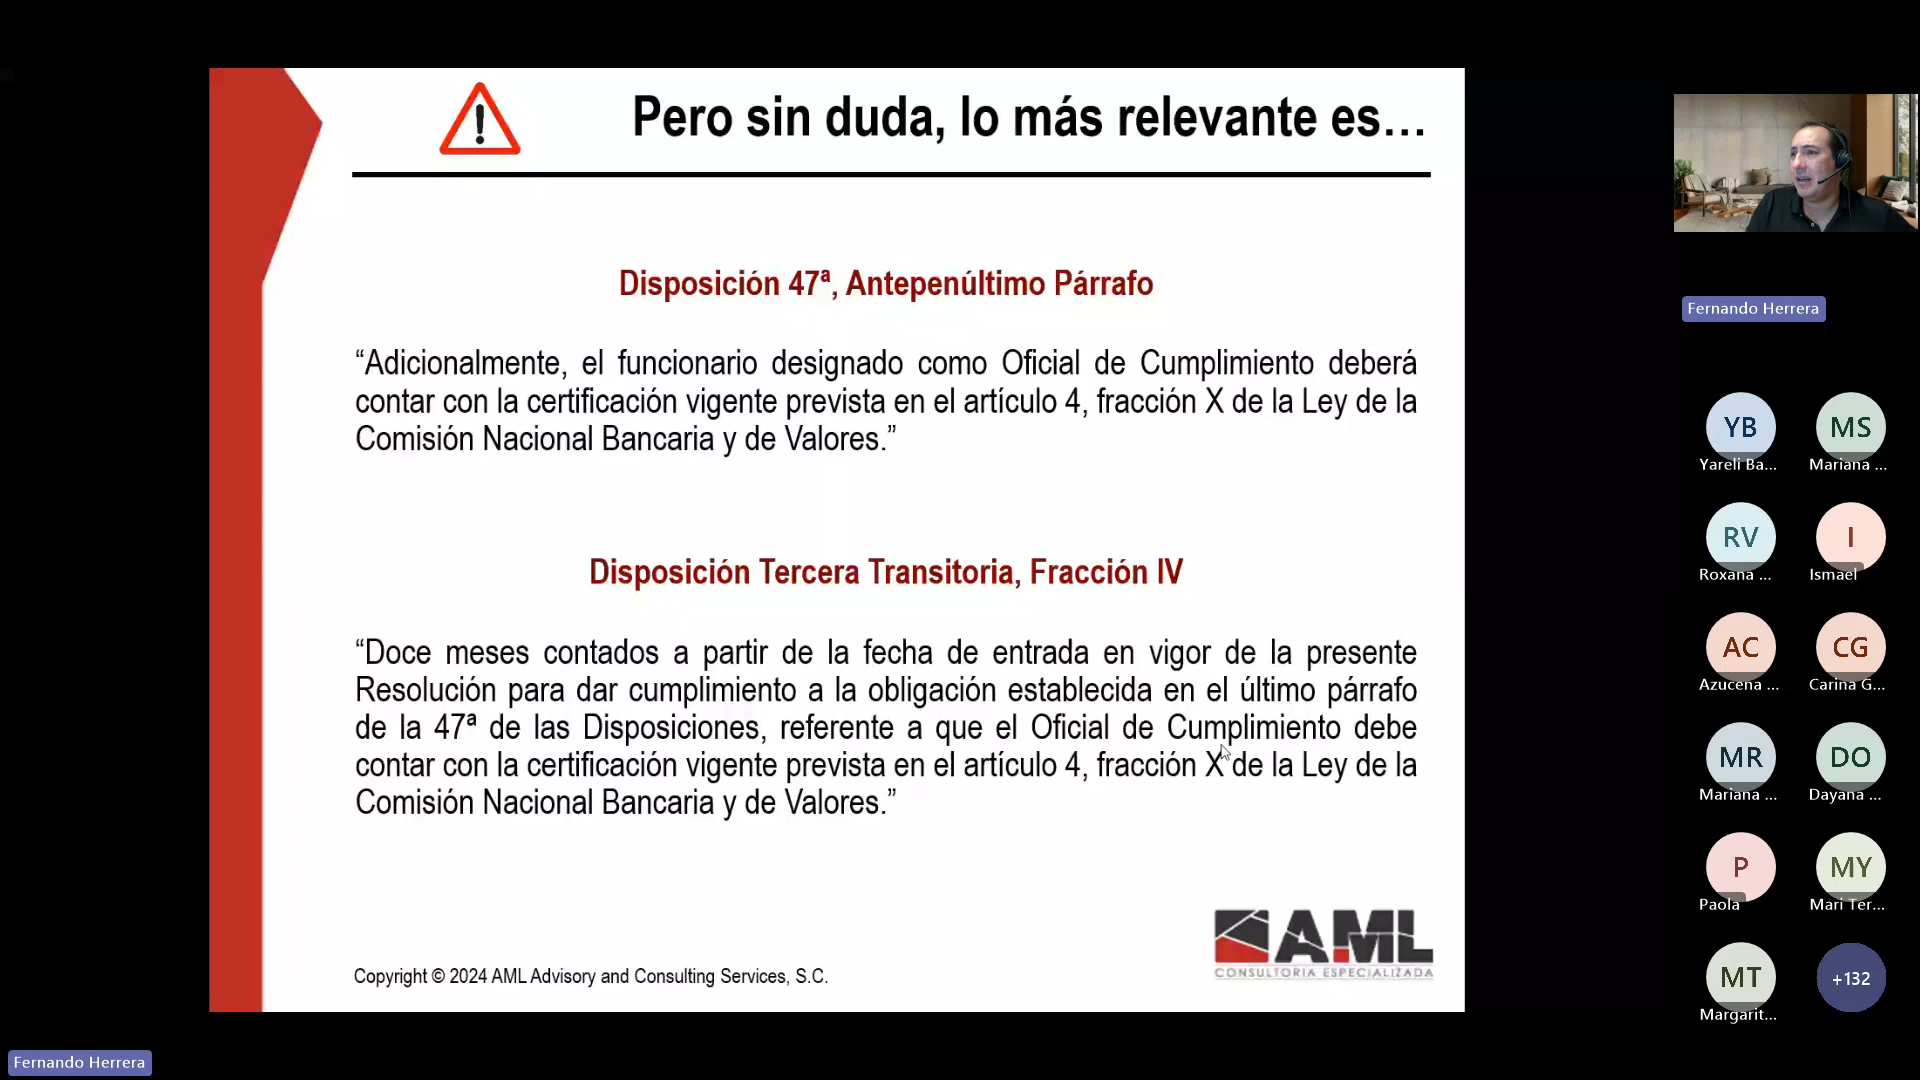 Pero sin duda, lo más relevante es...
Disposición 47ª, Antepenúltimo Párrafo
“Adicionalmente, el funcionario designado como Oficial de Cumplimiento deberá
contar con la certificación vigente prevista en el artículo 4, fracción X de la Ley de la
Comisión Nacional Bancaria y de Valores.”
Disposición Tercera Transitoria, Fracción IV
“Doce meses contados a partir de la fecha de entrada en vigor de la presente
Resolución para dar cumplimiento a la obligación establecida en el último párrafo
de la 47ª de las Disposiciones, referente a que el Oficial de Cumplimiento debe
contar con la certificación vigente prevista en el artículo 4, fracción X de la Ley de la
Comisión Nacional Bancaria y de Valores.”
Copyright © 2024 AML Advisory and Consulting Services, S.C.
AML
CONSULTORIA ESPECIALIZADA
Fernando Herrera
YB
MS
Yareli Ba...
Mariana ...
RV
I
Roxana ...
Ismael
AC
CG
Azucena ...
Carina G...
MR
DO
Mariana ...
Dayana ...
P
MY
Paola
Mari Ter...
MT
+132
Margarit...
Fernando Herrera